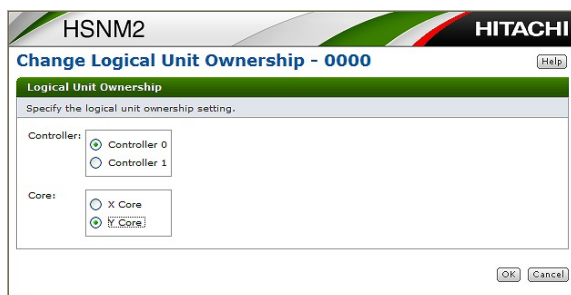 HSNM2
HITACHI
Change Logical Unit Ownership - 0000
Help
Logical Unit Ownership
Specify the logical unit ownership setting.
Controller:
Controller 0
Controller 1
Core:
X Core
Y Core
OK Cancel